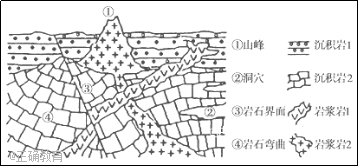 ①
③
④
②
①山峰 沉积岩1
②洞穴 沉积岩2
③岩石界面 岩浆岩1
④岩石弯曲 岩浆岩2
@正确教育